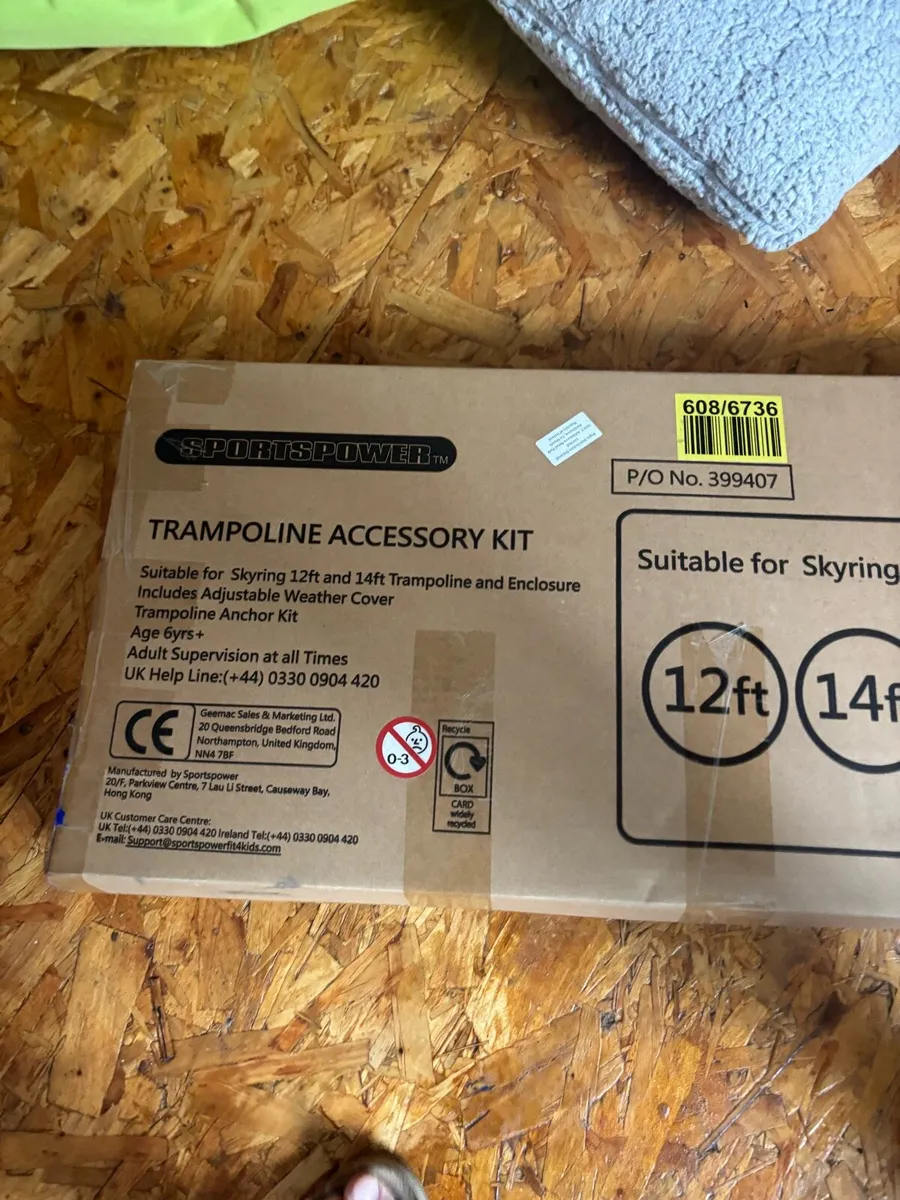 SPORTSPOWER TM
608/6736
P/O No. 399407
TRAMPOLINE ACCESSORY KIT
Suitable for Skyring 12ft and 14ft Trampoline and Enclosure
Includes Adjustable Weather Cover
Trampoline Anchor Kit
Age 6yrs+
Adult Supervision at all Times
UK Help Line:(+44) 0330 0904 420
CE
Geemac Sales & Marketing Ltd.
20 Queensbridge Bedford Road
Northampton, United Kingdom,
NN4 7BF
Manufactured by Sportspower
20/F, Parkview Centre, 7 Lau Li Street, Causeway Bay,
Hong Kong
UK Customer Care Centre:
UK Tel:(+44) 0330 0904 420 Ireland Tel:(+44) 0330 0904 420
E-mail: Support@sportspowerfit4kids.com
0-3
Recycle
BOX
CARD
widely
recycled
Suitable for Skyring
12ft
14f